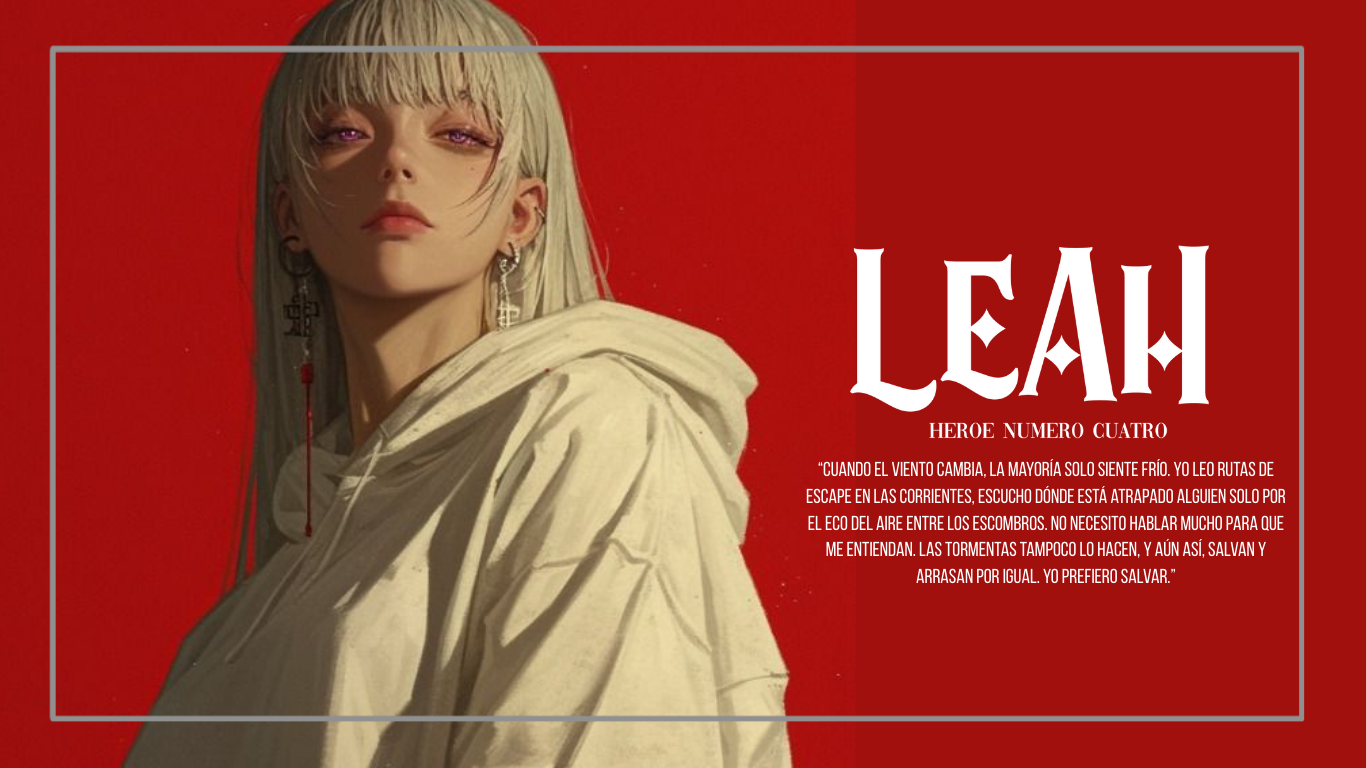 LEAH
HEROE NUMERO CUATRO
“CUANDO EL VIENTO CAMBIA, LA MAYORÍA SOLO SIENTE FRÍO. YO LEO RUTAS DE
ESCAPE EN LAS CORRIENTES, ESCUCHO DÓNDE ESTÁ ATRAPADO ALGUIEN SOLO POR
EL ECO DEL AIRE ENTRE LOS ESCOMBROS. NO NECESITO HABLAR MUCHO PARA QUE
ME ENTIENDAN. LAS TORMENTAS TAMPOCO LO HACEN, Y AÚN ASÍ, SALVAN Y
ARRASAN POR IGUAL. YO PREFIERO SALVAR.”